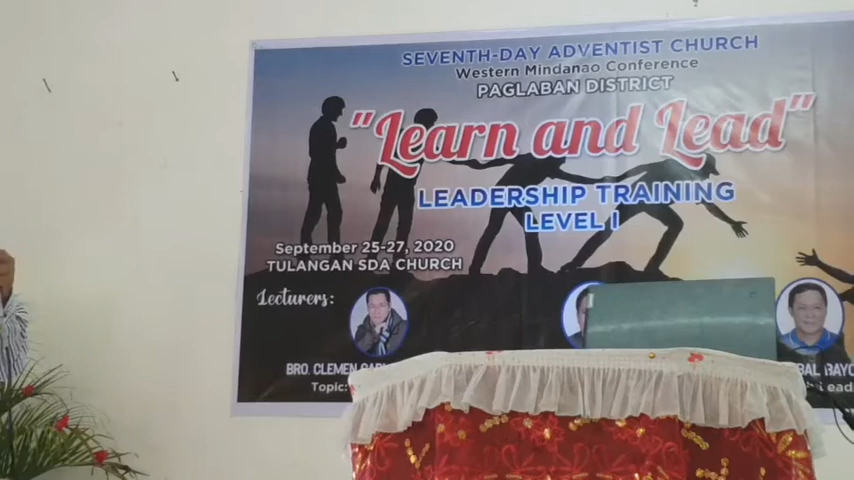 SEVENTH-DAY ADVENTIST CHURCH
Western Mindanao Conference
PAGLABAN DISTRICT
"Learn and Lead"
LEADERSHIP TRAINING
LEVEL I
September 25-27, 2020
TULANGAN SDA CHURCH
Lecturers:
BRO. CLEMEN
Topic: